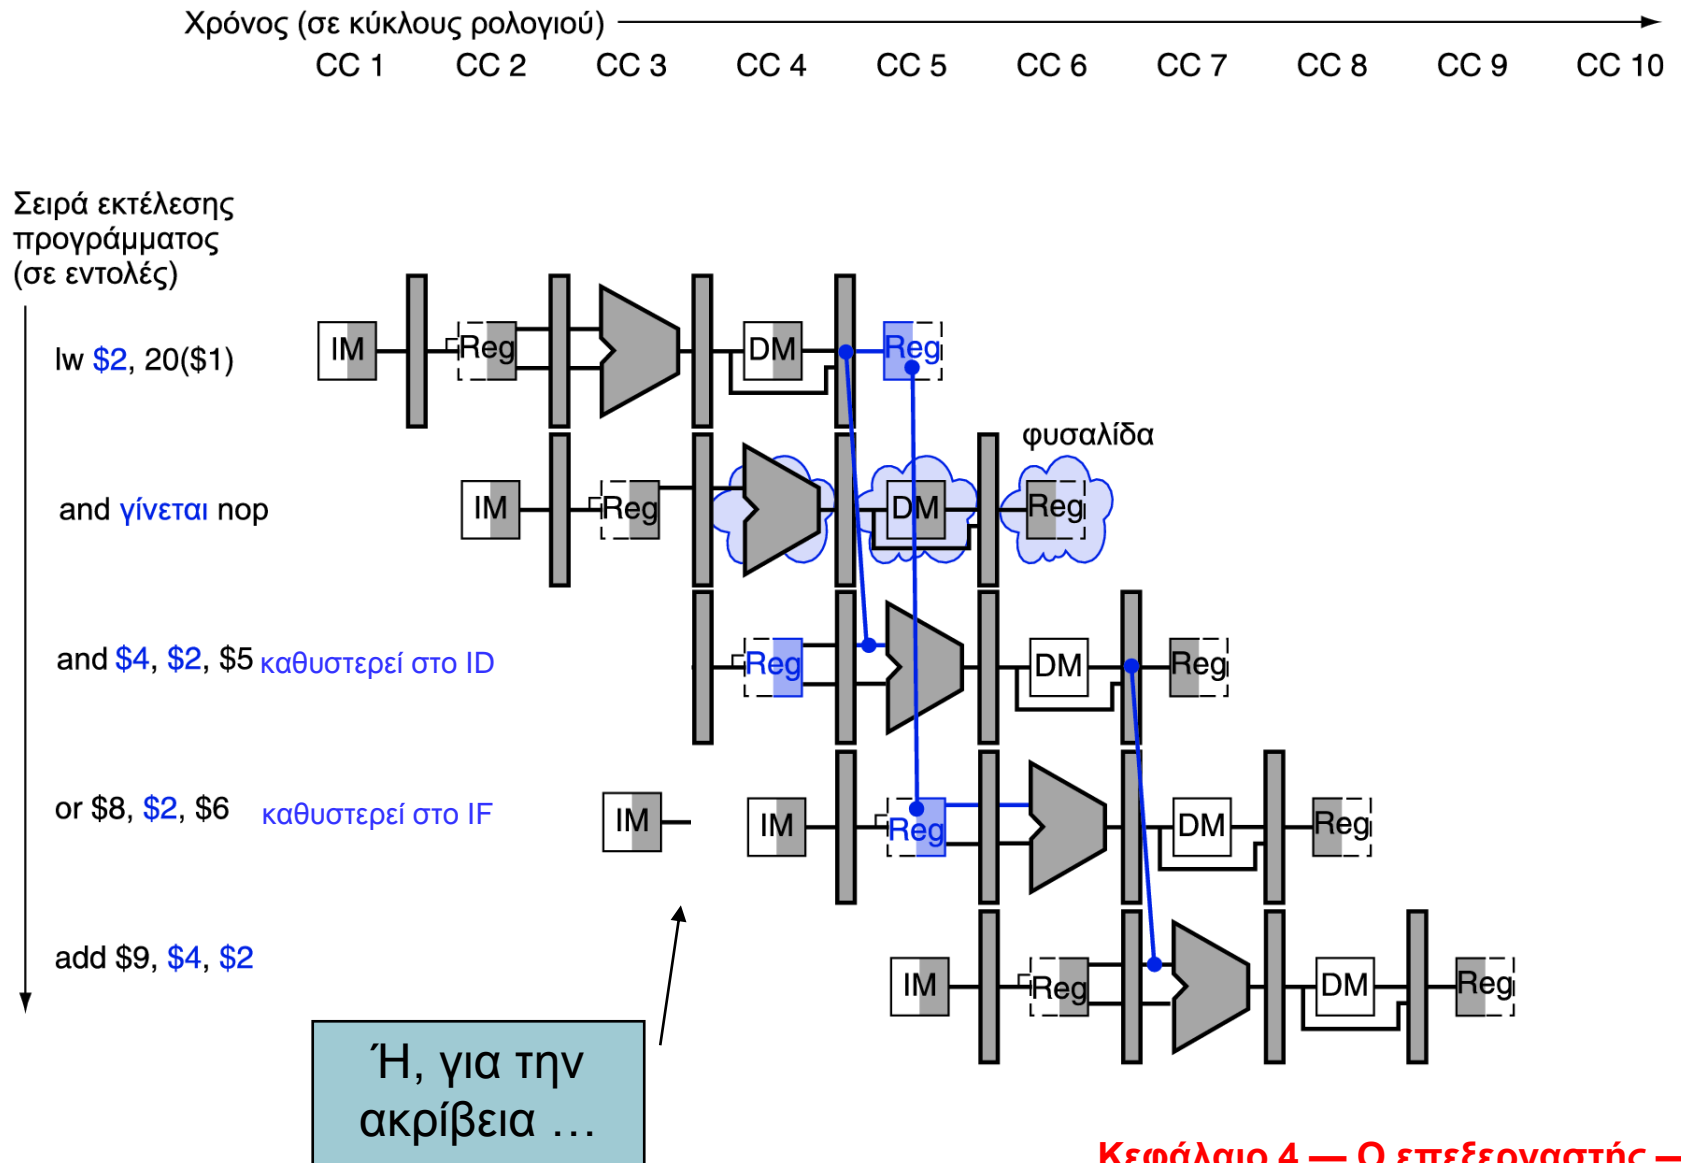 Χρόνος (σε κύκλους ρολογιού)
CC 1 CC 2 CC 3 CC 4 CC 5 CC 6 CC 7 CC 8 CC 9 CC 10
Σειρά εκτέλεσης
προγράμματος
(σε εντολές)
lw $2, 20($1) IM Reg DM Reg
φυσαλίδα
and γίνεται nop IM Reg DM Reg
and $4, $2, $5 καθυστερεί στο ID Reg DM Reg
or $8, $2, $6 καθυστερεί στο IF IM IM Reg DM Reg
add $9, $4, $2 IM Reg DM Reg
Ή, για την
ακρίβεια …
Κεφάλαιο 4 — Ο επεξεργαστής —